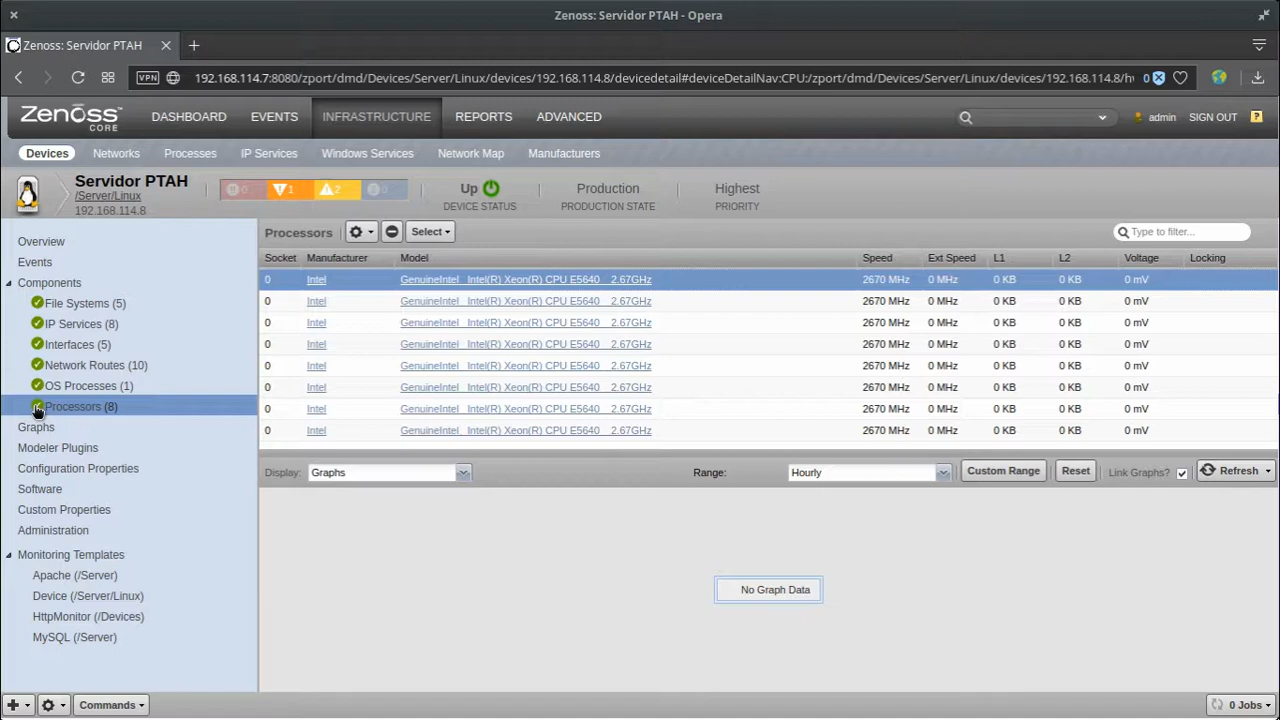 Zenoss: Servidor PTAH - Opera
Zenoss: Servidor PTAH
VPN 192.168.114.7:8080/zport/dmd/Devices/Server/Linux/devices/192.168.114.8/devicedetail#deviceDetailNav:CPU:/zport/dmd/Devices/Server/Linux/devices/192.168.114.8/h 0
Zenoss CORE DASHBOARD EVENTS INFRASTRUCTURE REPORTS ADVANCED admin SIGN OUT ?
Devices Networks Processes IP Services Windows Services Network Map Manufacturers
Servidor PTAH
/Server/Linux
192.168.114.8
0 1 2 0
Up
DEVICE STATUS
Production
PRODUCTION STATE
Highest
PRIORITY
Overview
Events
Components
File Systems (5)
IP Services (8)
Interfaces (5)
Network Routes (10)
OS Processes (1)
Processors (8)
Graphs
Modeler Plugins
Configuration Properties
Software
Custom Properties
Administration
Monitoring Templates
Apache (/Server)
Device (/Server/Linux)
HttpMonitor (/Devices)
MySQL (/Server)
Processors Select Type to filter...
Socket Manufacturer Model Speed Ext Speed L1 L2 Voltage Locking
0 Intel GenuineIntel_ Intel(R) Xeon(R) CPU E5640 _ 2.67GHz 2670 MHz 0 MHz 0 KB 0 KB 0 mV
0 Intel GenuineIntel_ Intel(R) Xeon(R) CPU E5640 _ 2.67GHz 2670 MHz 0 MHz 0 KB 0 KB 0 mV
0 Intel GenuineIntel_ Intel(R) Xeon(R) CPU E5640 _ 2.67GHz 2670 MHz 0 MHz 0 KB 0 KB 0 mV
0 Intel GenuineIntel_ Intel(R) Xeon(R) CPU E5640 _ 2.67GHz 2670 MHz 0 MHz 0 KB 0 KB 0 mV
0 Intel GenuineIntel_ Intel(R) Xeon(R) CPU E5640 _ 2.67GHz 2670 MHz 0 MHz 0 KB 0 KB 0 mV
0 Intel GenuineIntel_ Intel(R) Xeon(R) CPU E5640 _ 2.67GHz 2670 MHz 0 MHz 0 KB 0 KB 0 mV
0 Intel GenuineIntel_ Intel(R) Xeon(R) CPU E5640 _ 2.67GHz 2670 MHz 0 MHz 0 KB 0 KB 0 mV
0 Intel GenuineIntel_ Intel(R) Xeon(R) CPU E5640 _ 2.67GHz 2670 MHz 0 MHz 0 KB 0 KB 0 mV
Display: Graphs Range: Hourly Custom Range Reset Link Graphs? Refresh
No Graph Data
Commands 0 Jobs